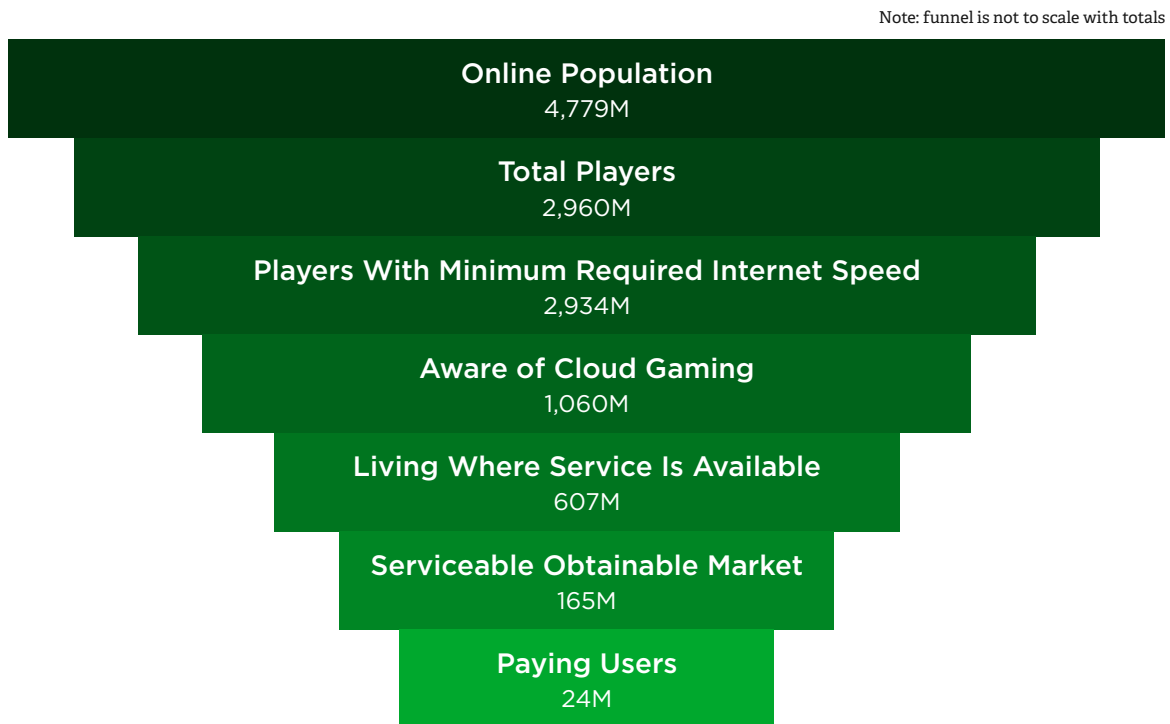 Note: funnel is not to scale with totals
Online Population
4,779M
Total Players
2,960M
Players With Minimum Required Internet Speed
2,934M
Aware of Cloud Gaming
1,060M
Living Where Service Is Available
607M
Serviceable Obtainable Market
165M
Paying Users
24M